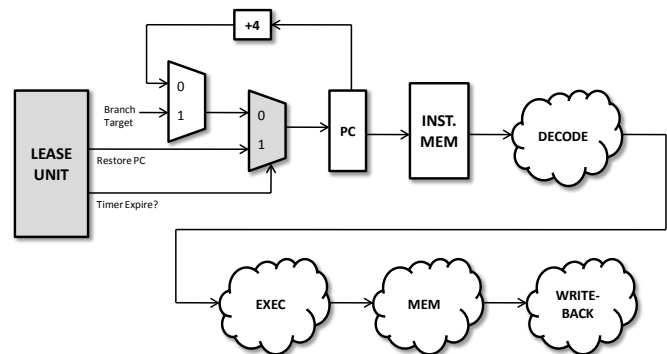 +4
0
1
Branch
Target
0
1
LEASE
UNIT
Restore PC
Timer Expire?
PC
INST.
MEM
DECODE
EXEC
MEM
WRITE-
BACK